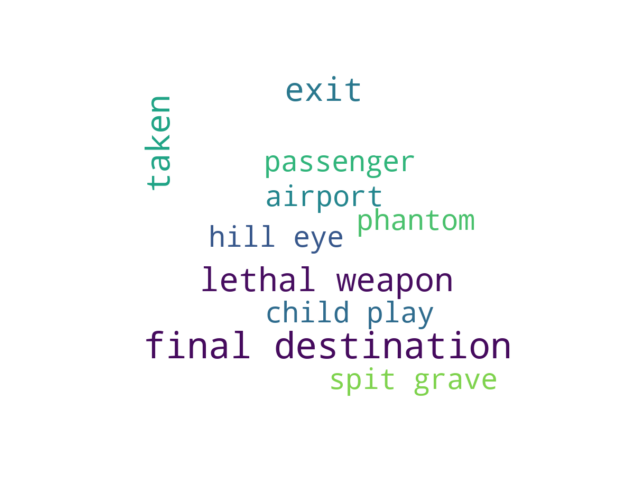 exit
taken
passenger
airport
phantom
hill eye
lethal weapon
child play
final destination
spit grave